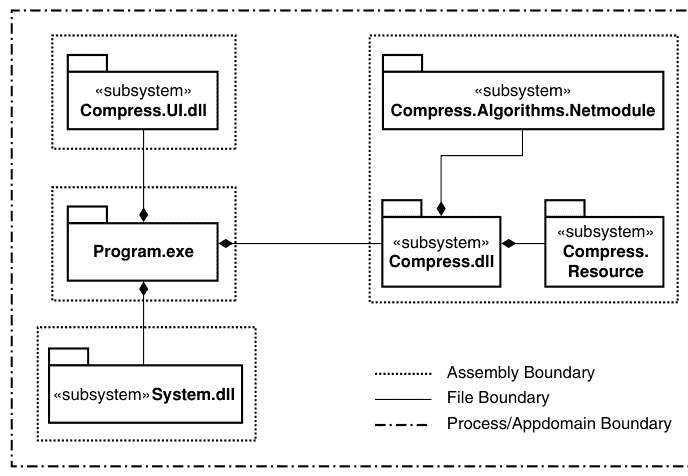 «subsystem»
Compress.UI.dll
«subsystem»
Compress.Algorithms.Netmodule
Program.exe
«subsystem»
Compress.dll
«subsystem»
Compress.
Resource
«subsystem» System.dll
Assembly Boundary
File Boundary
Process/Appdomain Boundary